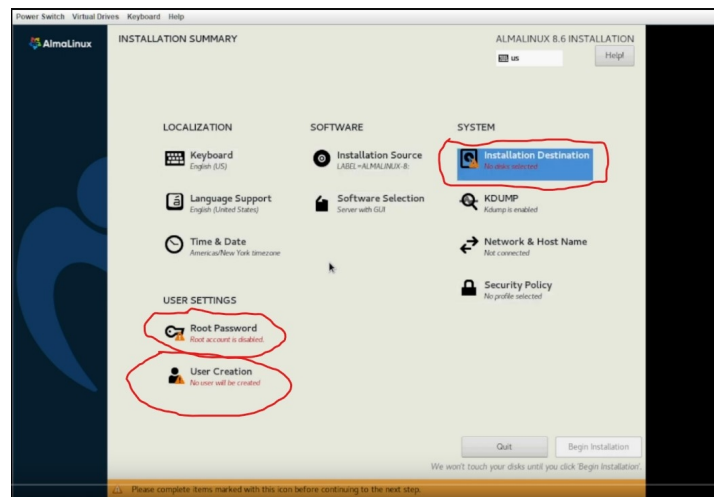 Power Switch Virtual Drives Keyboard Help
AlmaLinux
INSTALLATION SUMMARY
ALMALINUX 8.6 INSTALLATION
us
Help!
LOCALIZATION
Keyboard
English (US)
Language Support
English (United States)
Time & Date
Americas/New York timezone
SOFTWARE
Installation Source
LABEL=ALMALINUX-8:
Software Selection
Server with GUI
SYSTEM
Installation Destination
No disks selected
KDUMP
Kdump is enabled
Network & Host Name
Not connected
Security Policy
No profile selected
USER SETTINGS
Root Password
Root account is disabled.
User Creation
No user will be created
Quit
Begin Installation
We won't touch your disks until you click 'Begin Installation'.
Please complete items marked with this icon before continuing to the next step.